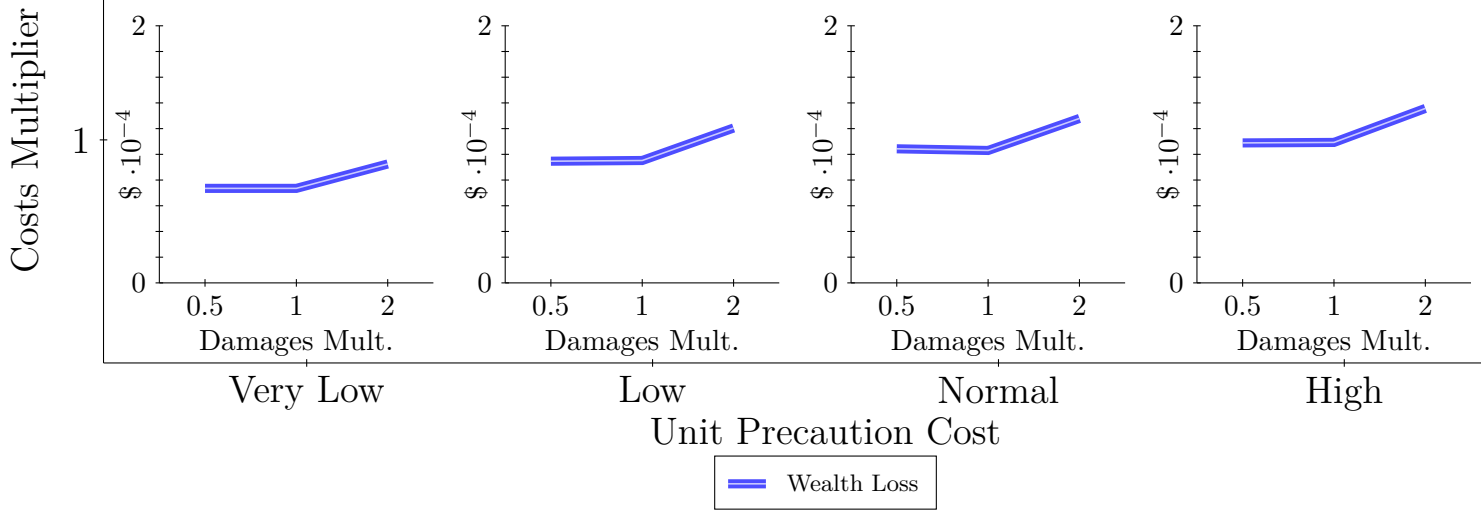 Costs Multiplier
1
2
$ ·10⁻⁴
0
0.5 1 2
Damages Mult.
2
$ ·10⁻⁴
0
0.5 1 2
Damages Mult.
2
$ ·10⁻⁴
0
0.5 1 2
Damages Mult.
2
$ ·10⁻⁴
0
0.5 1 2
Damages Mult.
Very Low Low Normal High
Unit Precaution Cost
Wealth Loss